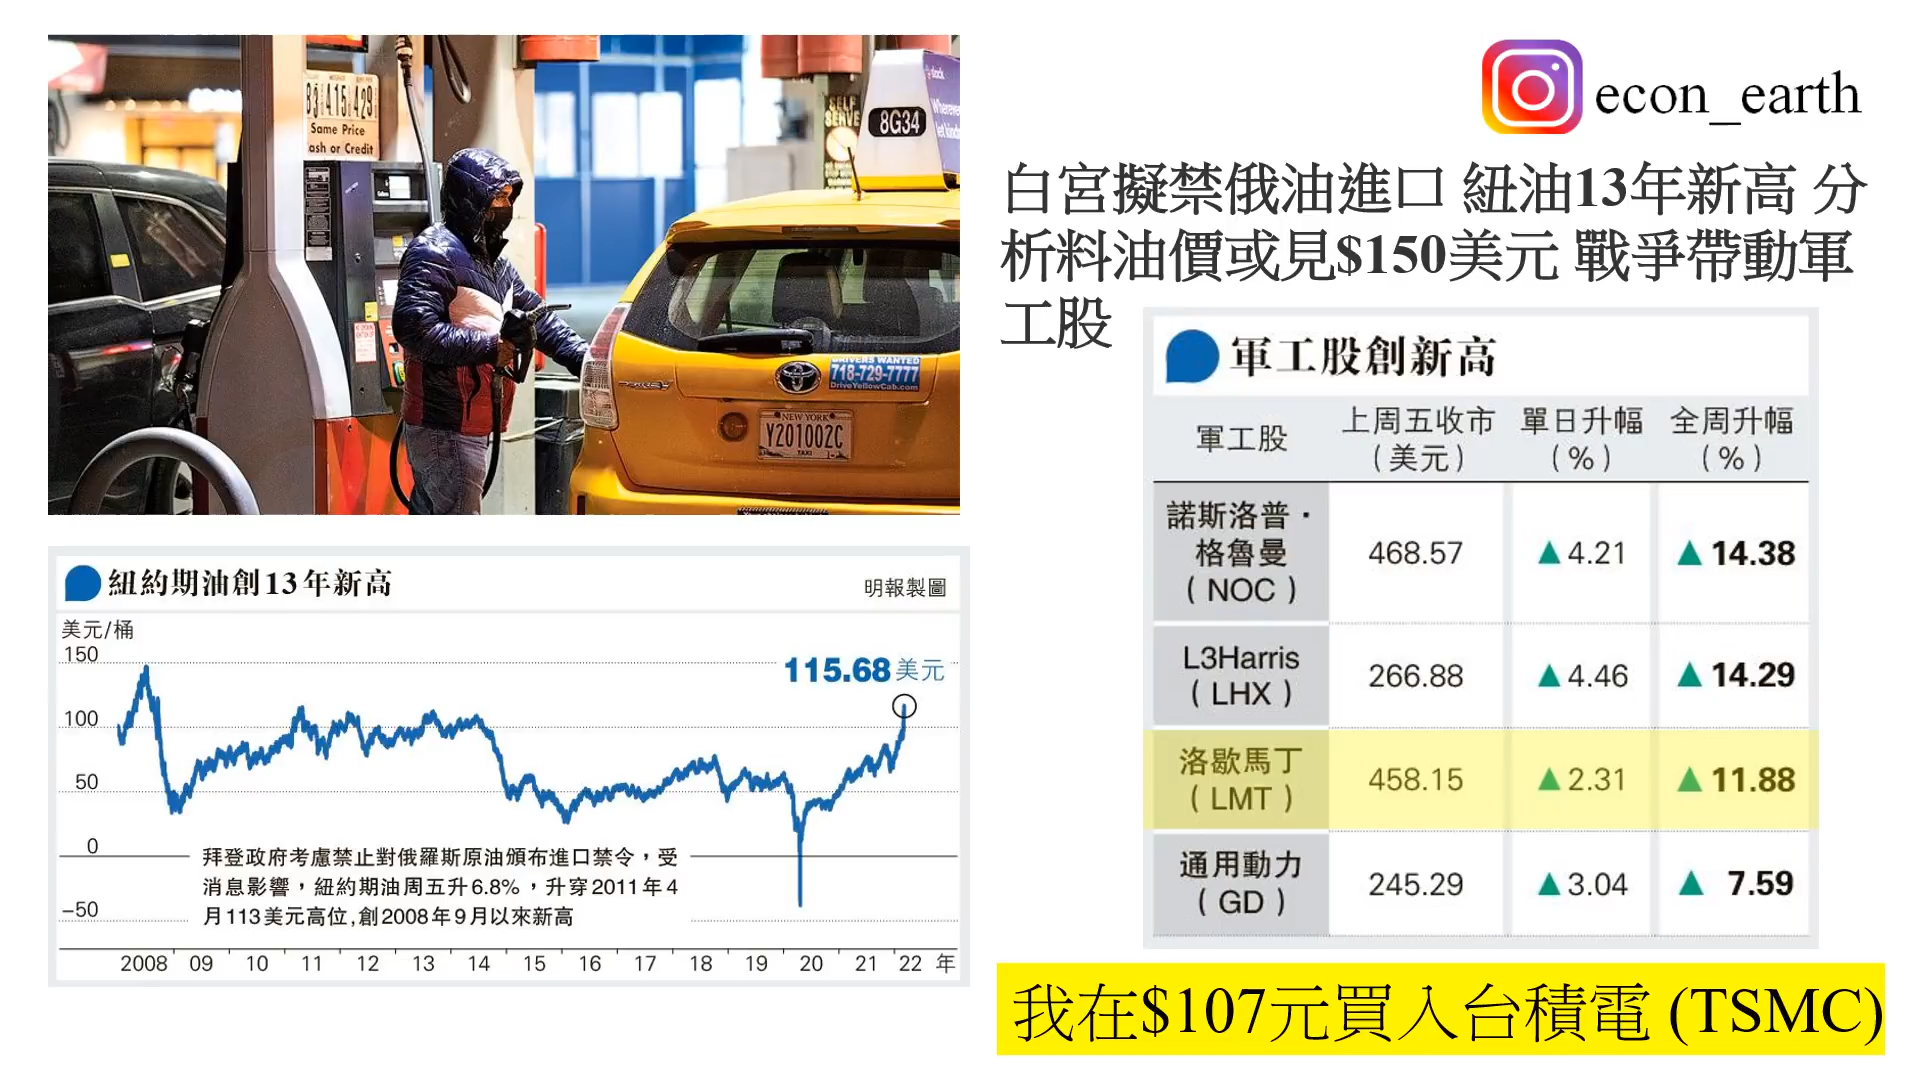 econ_earth
白宮擬禁俄油進口 紐油13年新高 分
析料油價或見$150美元 戰爭帶動軍
工股
SELF
SERVE
Same Price
ash or Credit
8G34
DRIVERS WANTED
718-729-7777
DriveYellowCab.com
NEW YORK
Y201002C
TAXI
紐約期油創13年新高
明報製圖
美元/桶
150
100
50
0
-50
115.68美元
拜登政府考慮禁止對俄羅斯原油頒布進口禁令，受
消息影響，紐約期油周五升6.8%，升穿2011年4
月113美元高位,創2008年9月以來新高
2008 09 10 11 12 13 14 15 16 17 18 19 20 21 22 年
軍工股創新高
軍工股 上周五收市（美元） 單日升幅（%） 全周升幅（%）
諾斯洛普・格魯曼（NOC） 468.57 ▲4.21 ▲14.38
L3Harris（LHX） 266.88 ▲4.46 ▲14.29
洛歇馬丁（LMT） 458.15 ▲2.31 ▲11.88
通用動力（GD） 245.29 ▲3.04 ▲7.59
我在$107元買入台積電 (TSMC)